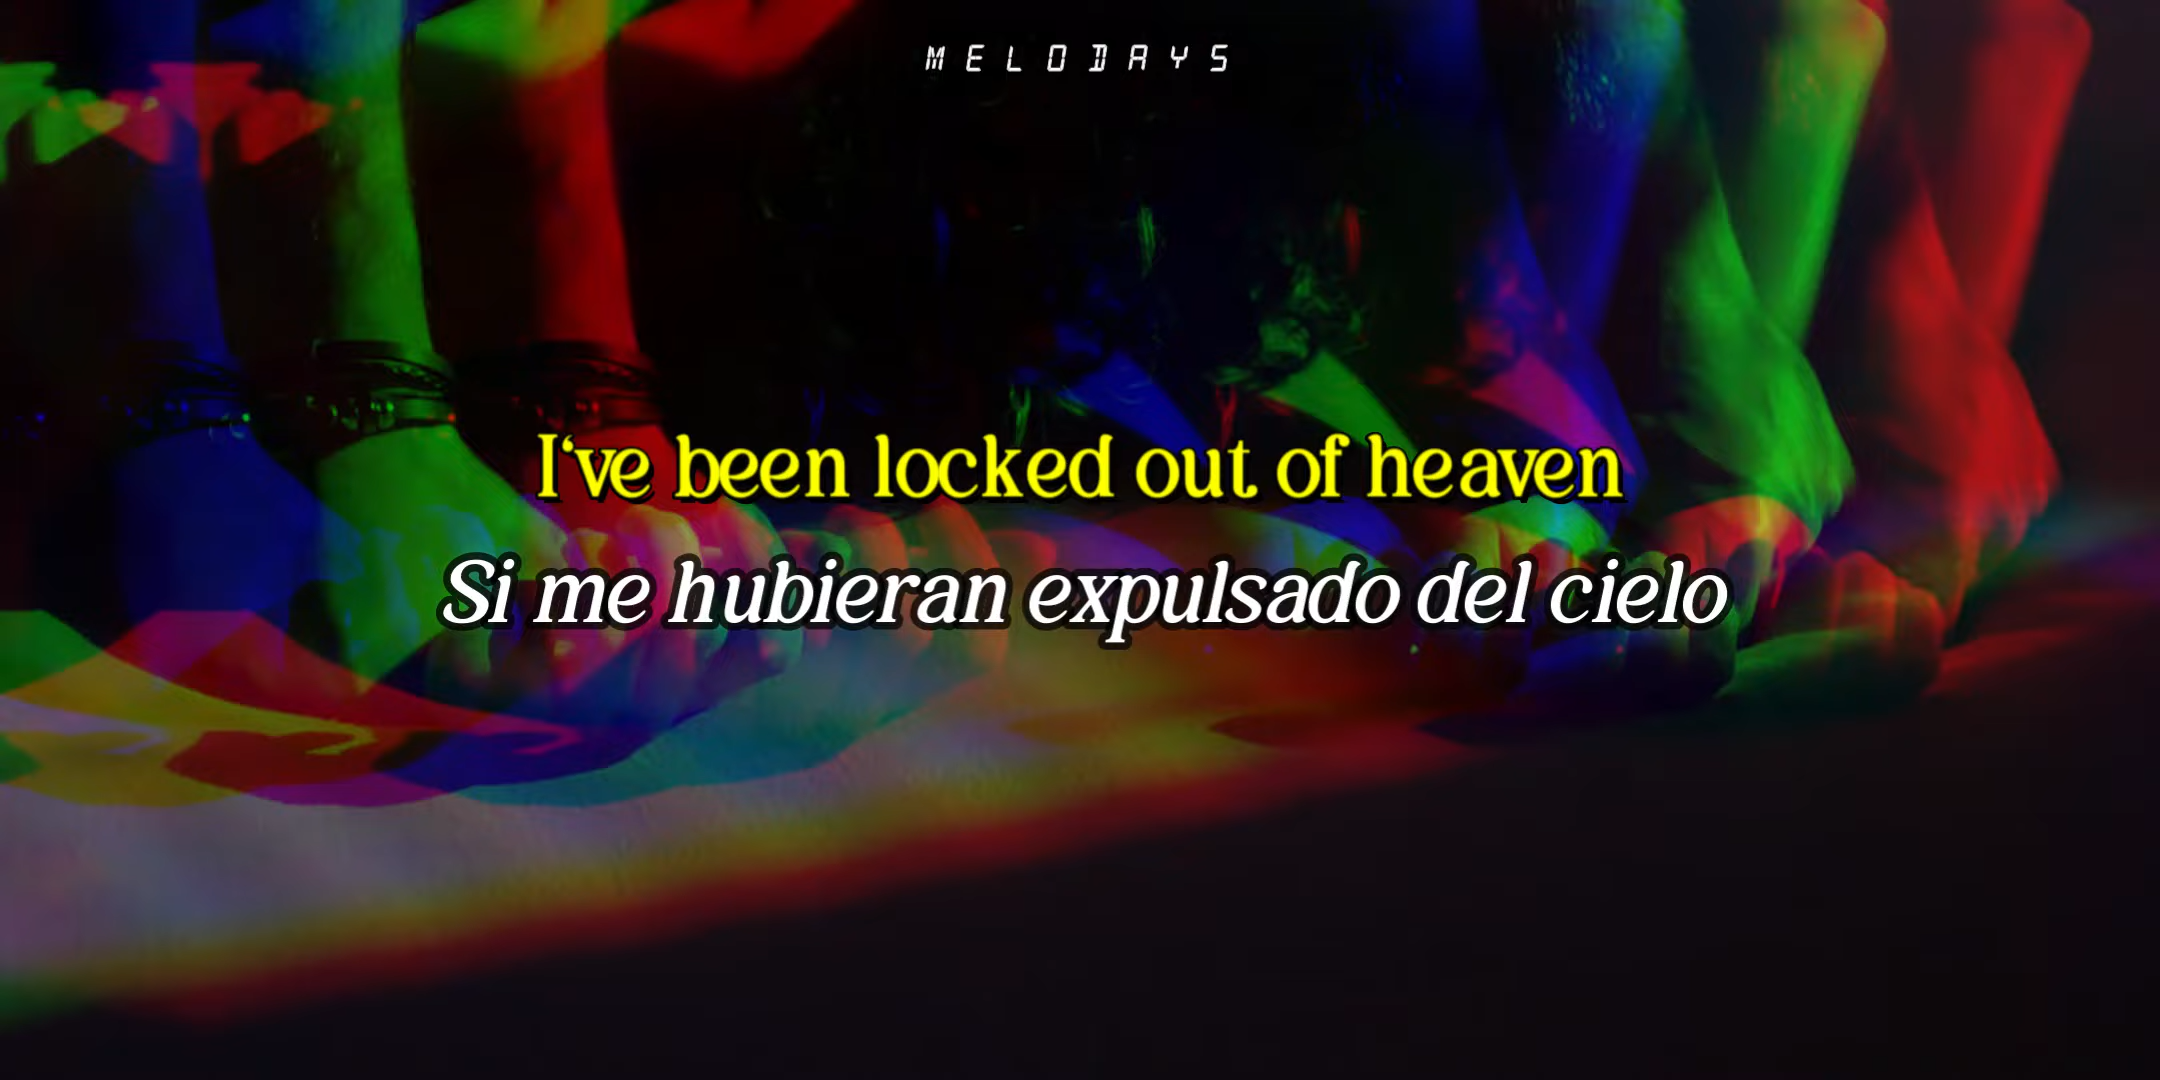 MELODAYS
I‘ve been locked out of heaven
Si me hubieran expulsado del cielo